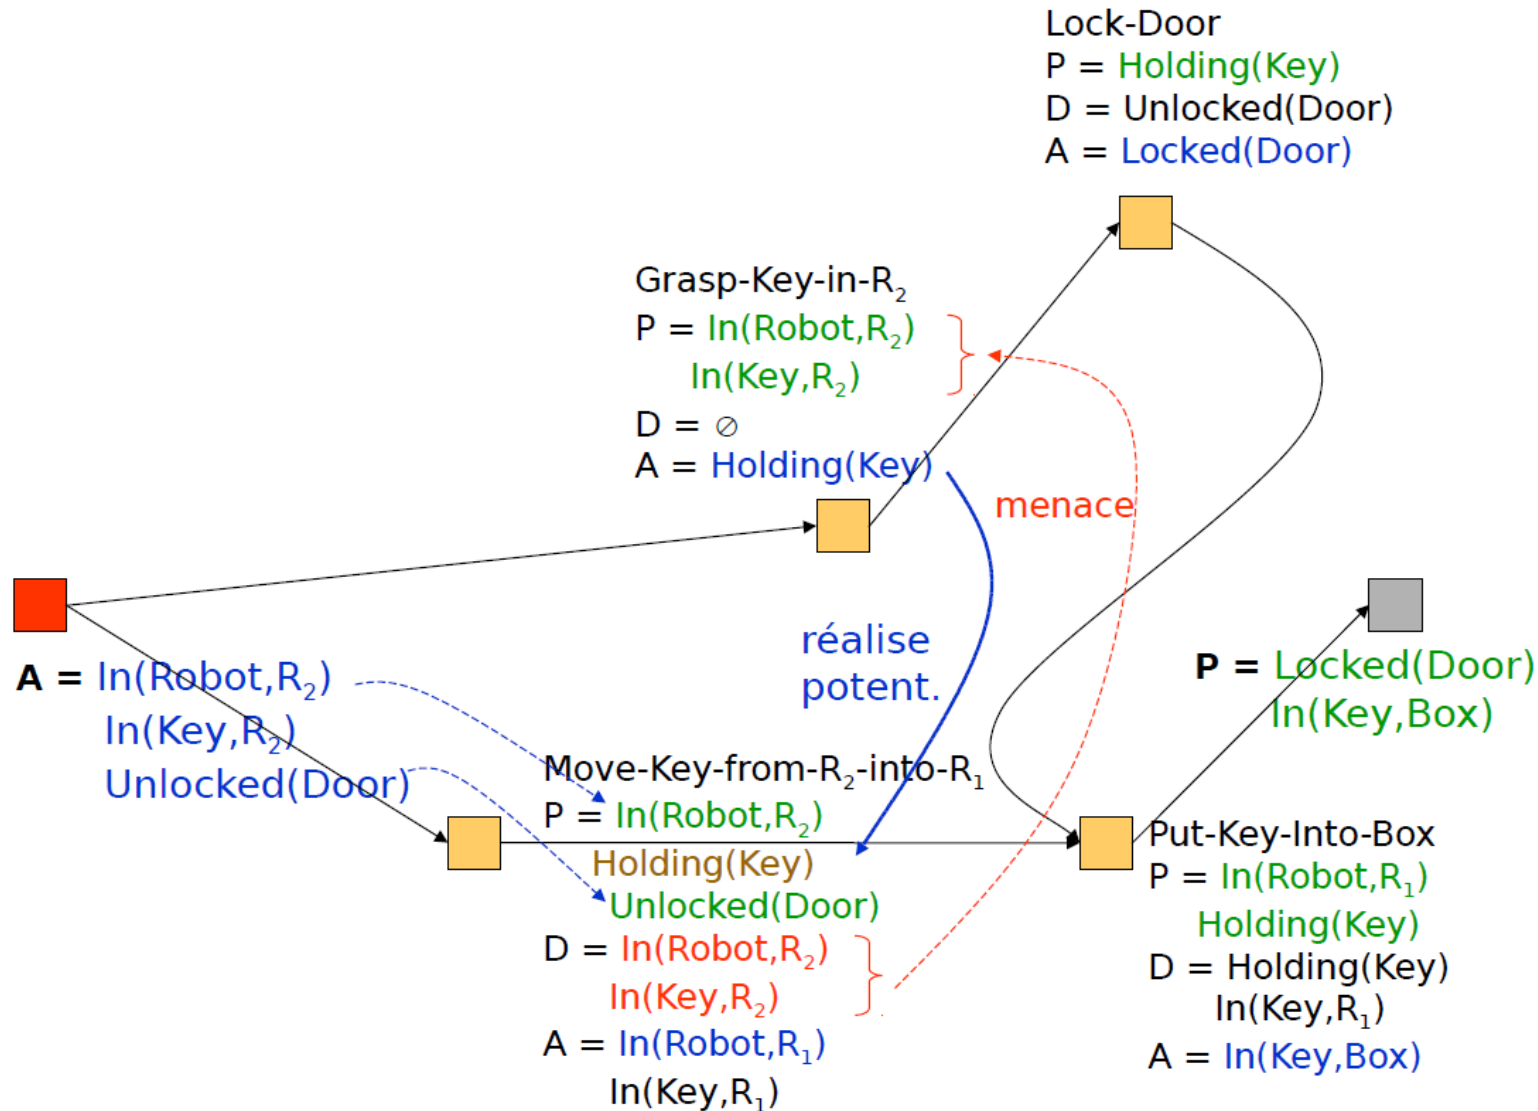 Lock-Door
P = Holding(Key)
D = Unlocked(Door)
A = Locked(Door)
Grasp-Key-in-R₂
P = In(Robot,R₂)
In(Key,R₂)
D = ∅
A = Holding(Key)
menace
réalise
potent.
A = In(Robot,R₂)
In(Key,R₂)
Unlocked(Door)
P = Locked(Door)
In(Key,Box)
Move-Key-from-R₂-into-R₁
P = In(Robot,R₂)
Holding(Key)
Unlocked(Door)
D = In(Robot,R₂)
In(Key,R₂)
A = In(Robot,R₁)
In(Key,R₁)
Put-Key-Into-Box
P = In(Robot,R₁)
Holding(Key)
D = Holding(Key)
In(Key,R₁)
A = In(Key,Box)